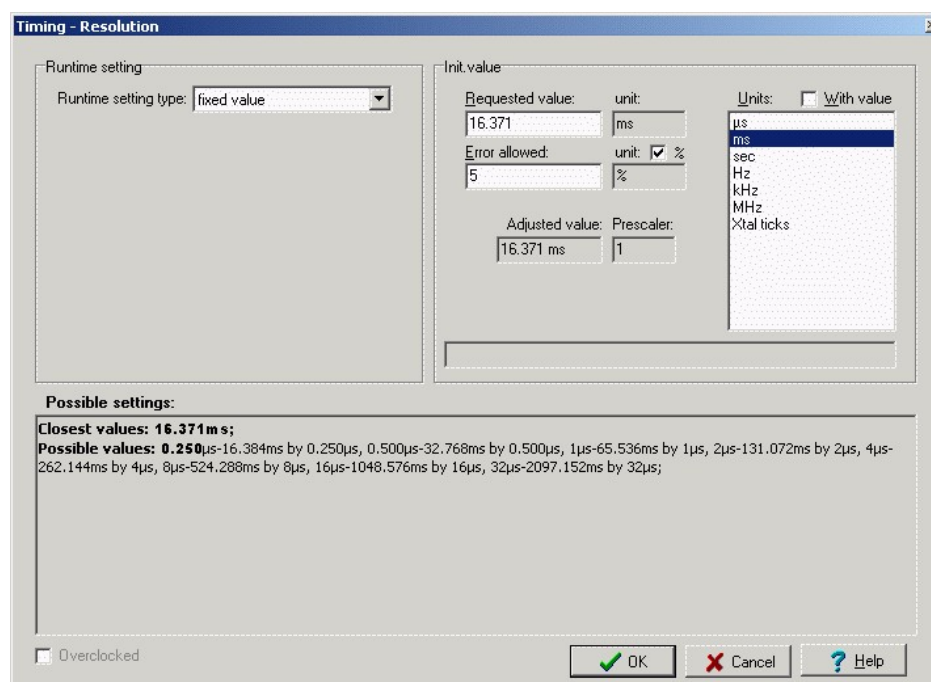 Timing - Resolution
Runtime setting
Runtime setting type: fixed value
Init.value
Requested value: unit: Units: With value
16.371 ms
Error allowed: unit: %
5 %
Adjusted value: Prescaler:
16.371 ms 1
µs
ms
sec
Hz
kHz
MHz
Xtal ticks
Possible settings:
Closest values: 16.371ms;
Possible values: 0.250µs-16.384ms by 0.250µs, 0.500µs-32.768ms by 0.500µs, 1µs-65.536ms by 1µs, 2µs-131.072ms by 2µs, 4µs-
262.144ms by 4µs, 8µs-524.288ms by 8µs, 16µs-1048.576ms by 16µs, 32µs-2097.152ms by 32µs;
Overclocked
OK Cancel Help